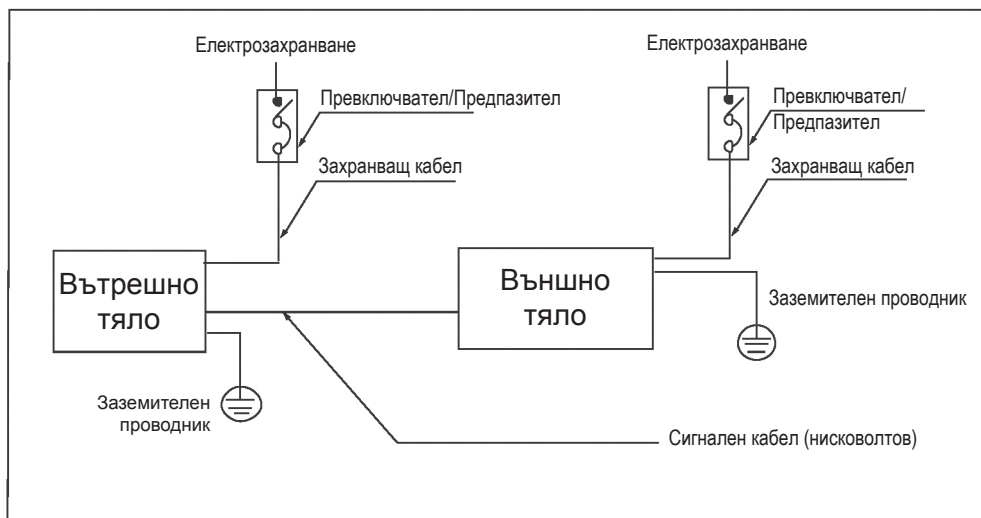 Електрозахранване
Превключвател/Предпазител
Захранващ кабел
Вътрешно
тяло
Заземителен
проводник
Електрозахранване
Превключвател/
Предпазител
Захранващ кабел
Външно
тяло
Заземителен проводник
Сигнален кабел (нисковолтов)